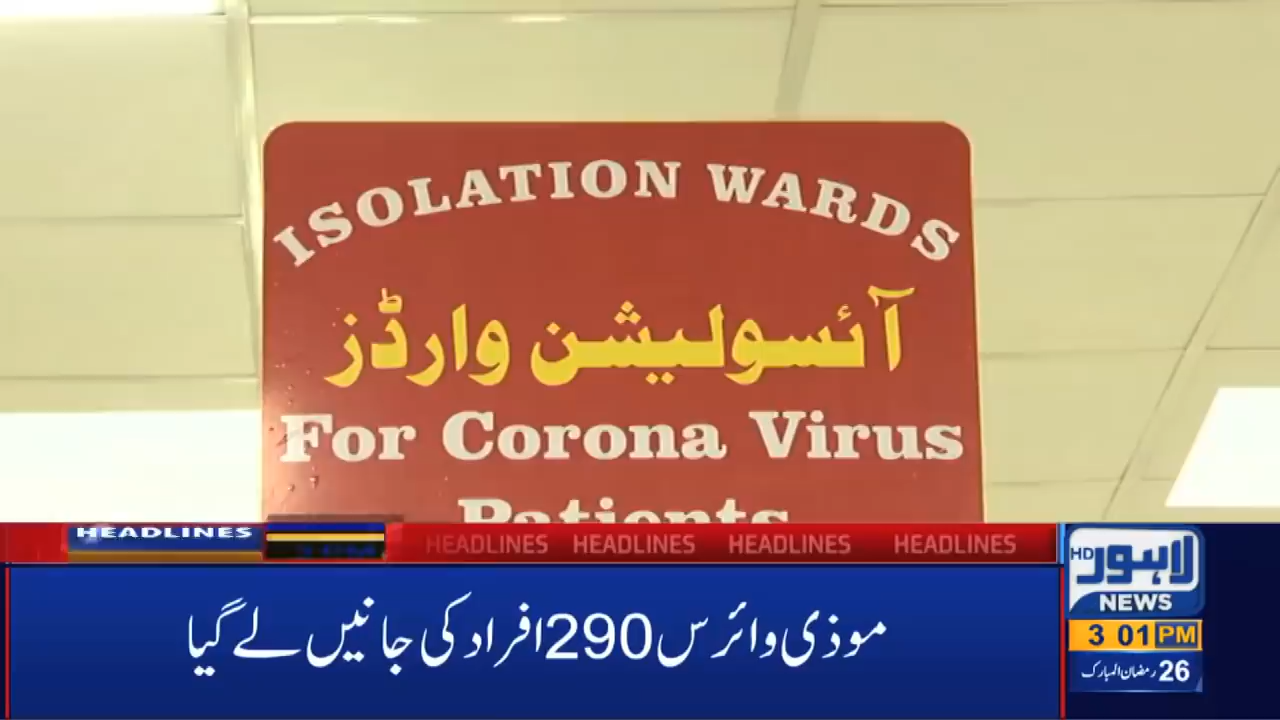 ISOLATION WARDS
آئسولیشن وارڈز
For Corona Virus
Patients
HEADLINES
HEADLINES HEADLINES HEADLINES HEADLINES
موذی وائرس 290 افراد کی جانیں لے گیا
HD لاہور
NEWS
3 01 PM
26 رمضان المبارک